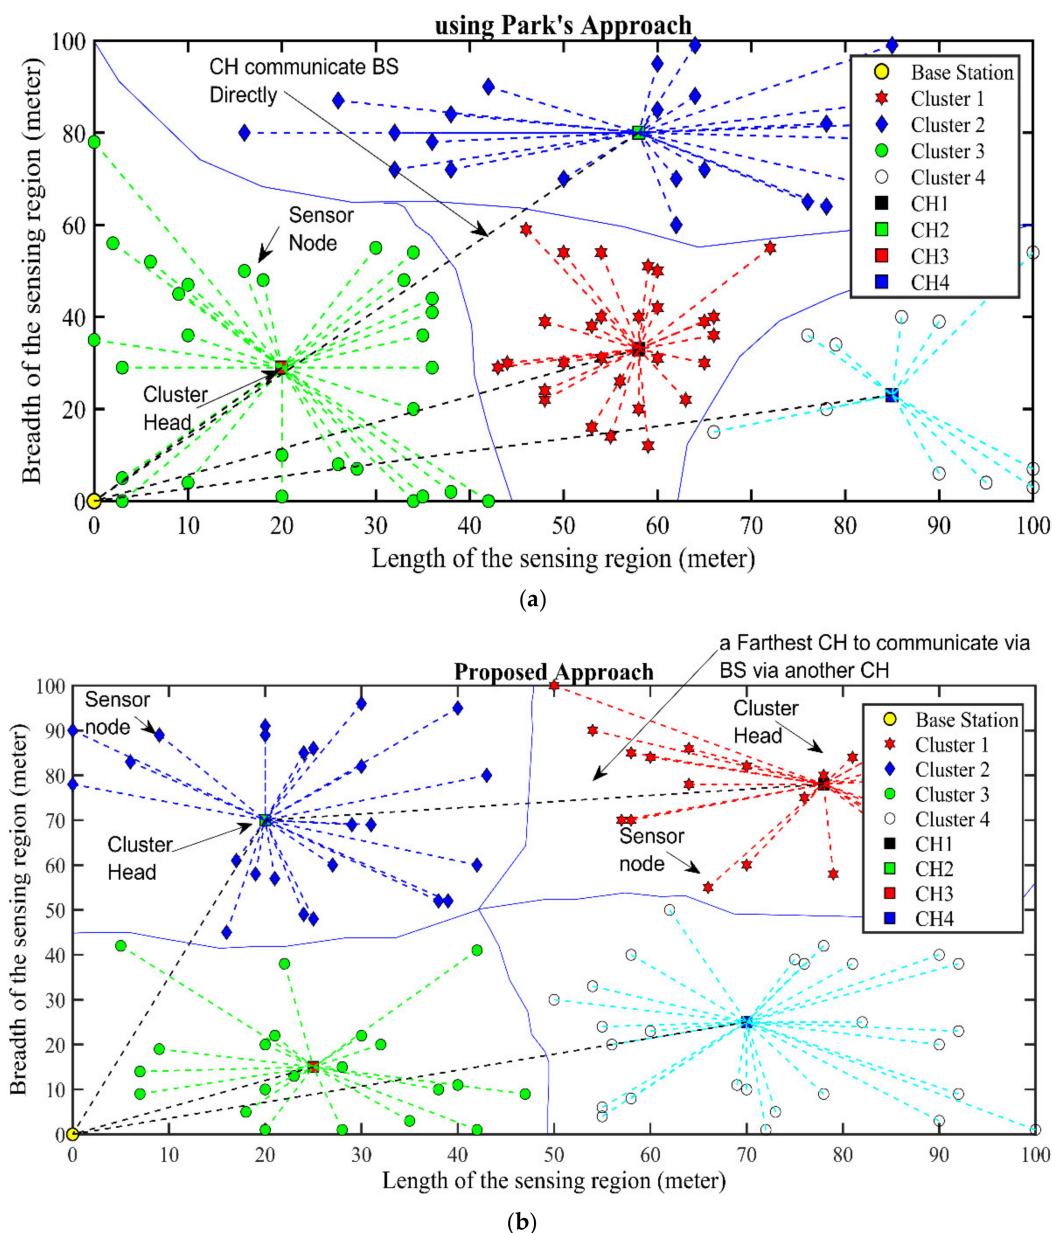 using Park's Approach
CH communicate BS
Directly
Sensor
Node
Cluster
Head
Base Station
Cluster 1
Cluster 2
Cluster 3
Cluster 4
CH1
CH2
CH3
CH4
Breadth of the sensing region (meter)
100
80
60
40
20
0
0 10 20 30 40 50 60 70 80 90 100
Length of the sensing region (meter)
(a)
a Farthest CH to communicate via
BS via another CH
Proposed Approach
Sensor
node
Cluster
Head
Cluster
Head
Sensor
node
Base Station
Cluster 1
Cluster 2
Cluster 3
Cluster 4
CH1
CH2
CH3
CH4
Breadth of the sensing region (meter)
100
90
80
70
60
50
40
30
20
10
0
0 10 20 30 40 50 60 70 80 90 100
Length of the sensing region (meter)
(b)